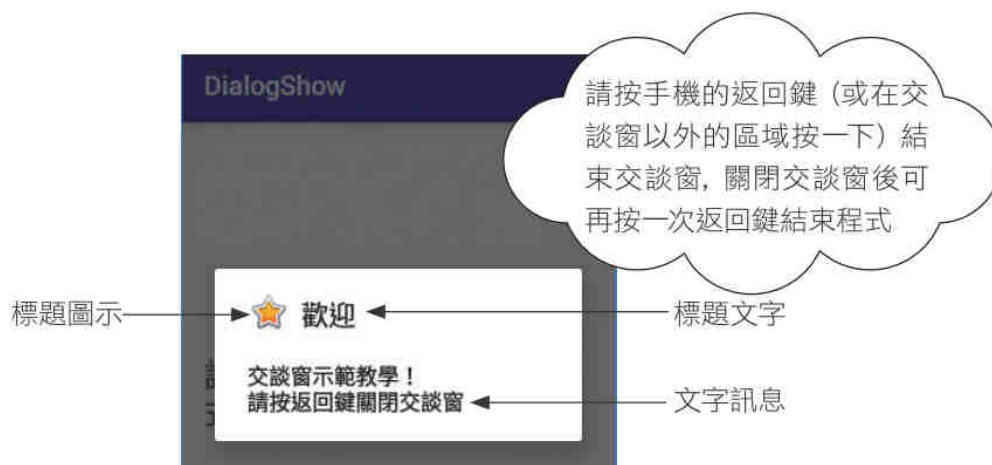 DialogShow
請按手機的返回鍵 (或在交
談窗以外的區域按一下) 結
束交談窗, 關閉交談窗後可
再按一次返回鍵結束程式
標題圖示
歡迎
標題文字
交談窗示範教學！
請按返回鍵關閉交談窗
文字訊息